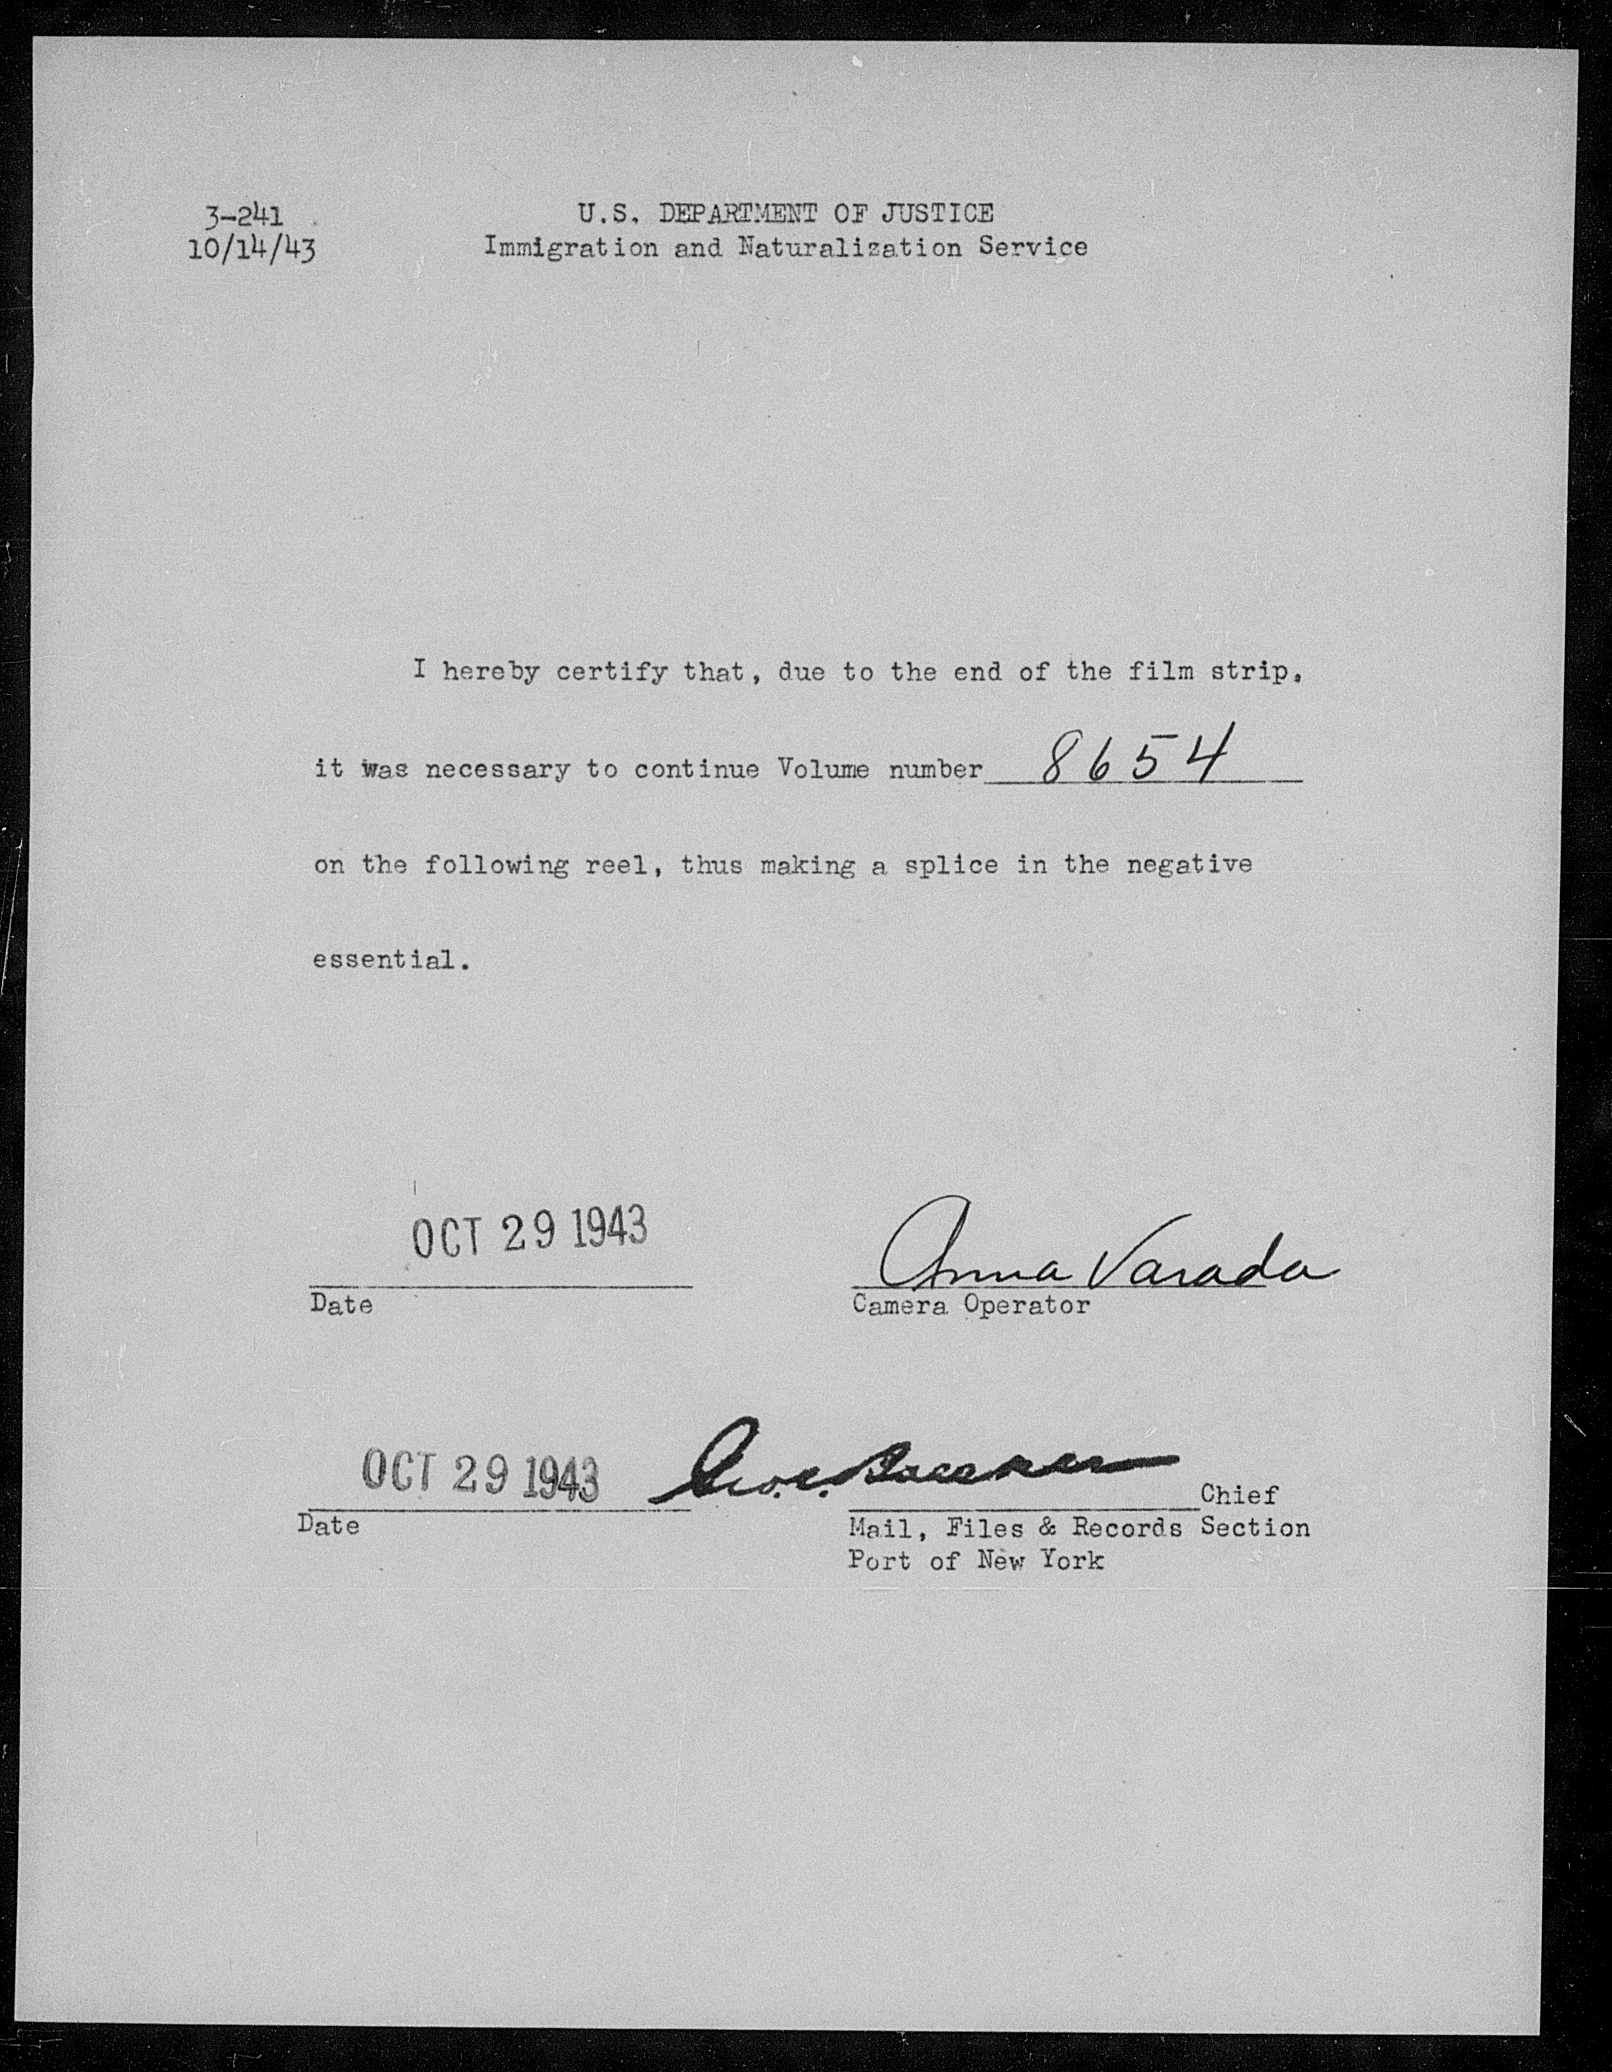 3-241
10/14/43
U.S. DEPARTMENT OF JUSTICE
Immigration and Naturalization Service
I hereby certify that, due to the end of the film strip,
it was necessary to continue Volume number 8654
on the following reel, thus making a splice in the negative
essential.
OCT 29 1943
Anna Varada
Date
Camera Operator
OCT 29 1943
Chief
Date
Mail, Files & Records Section
Port of New York